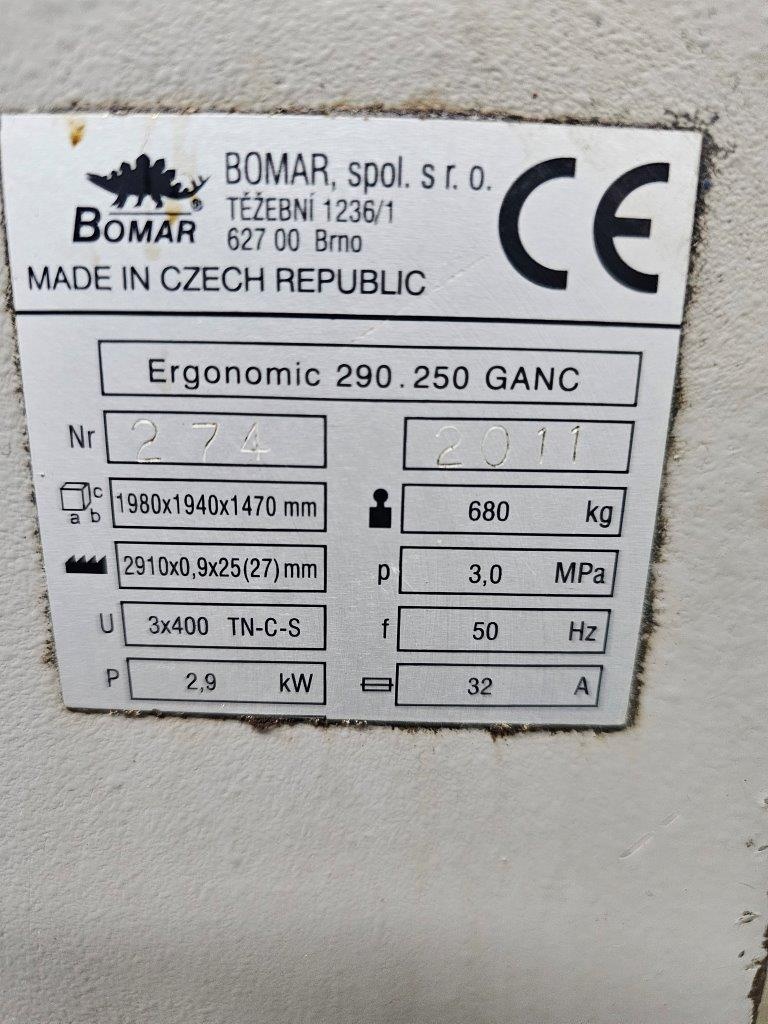 BOMAR, spol. s r. o.
BOMAR®
TĚŽEBNÍ 1236/1
627 00 Brno
CE
MADE IN CZECH REPUBLIC
Ergonomic 290.250 GANC
Nr 274 2011
a b c 1980x1940x1470 mm 680 kg
2910x0,9x25(27) mm p 3,0 MPa
U 3x400 TN-C-S f 50 Hz
P 2,9 kW 32 A